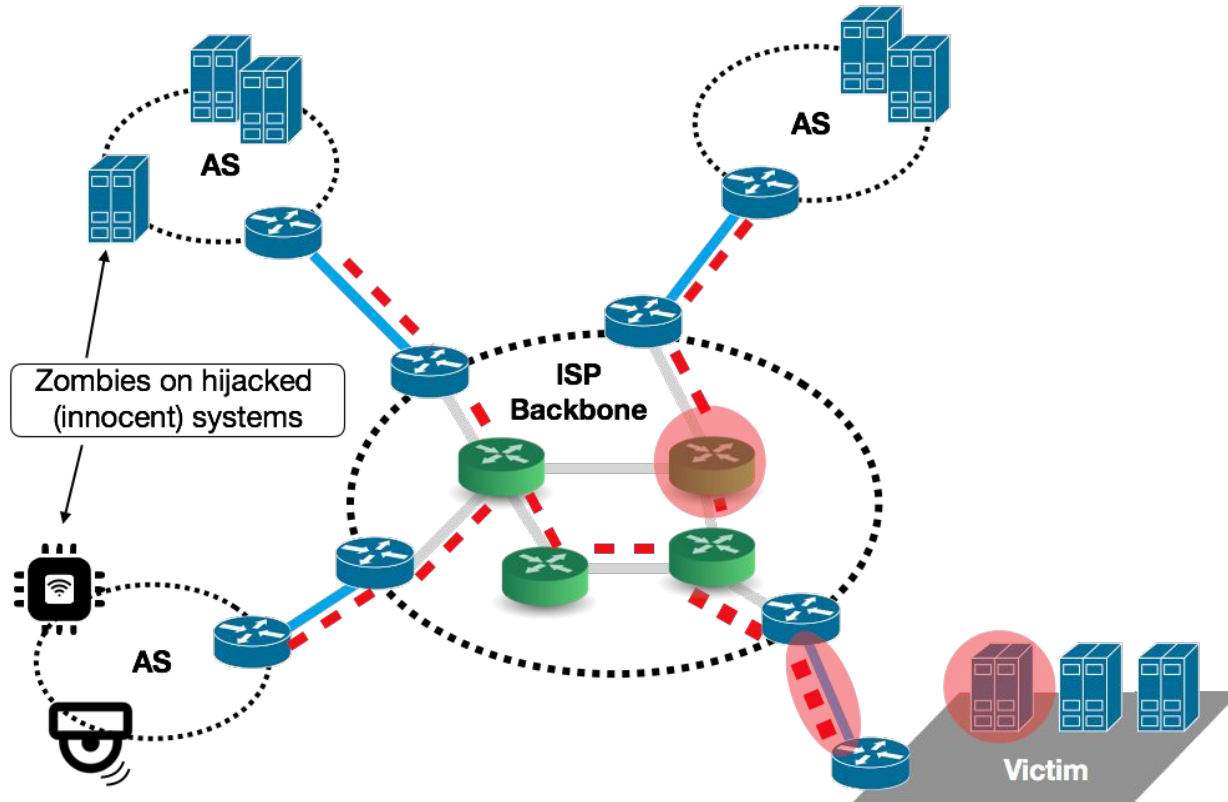 AS
AS
ISP
Backbone
Zombies on hijacked
(innocent) systems
AS
Victim